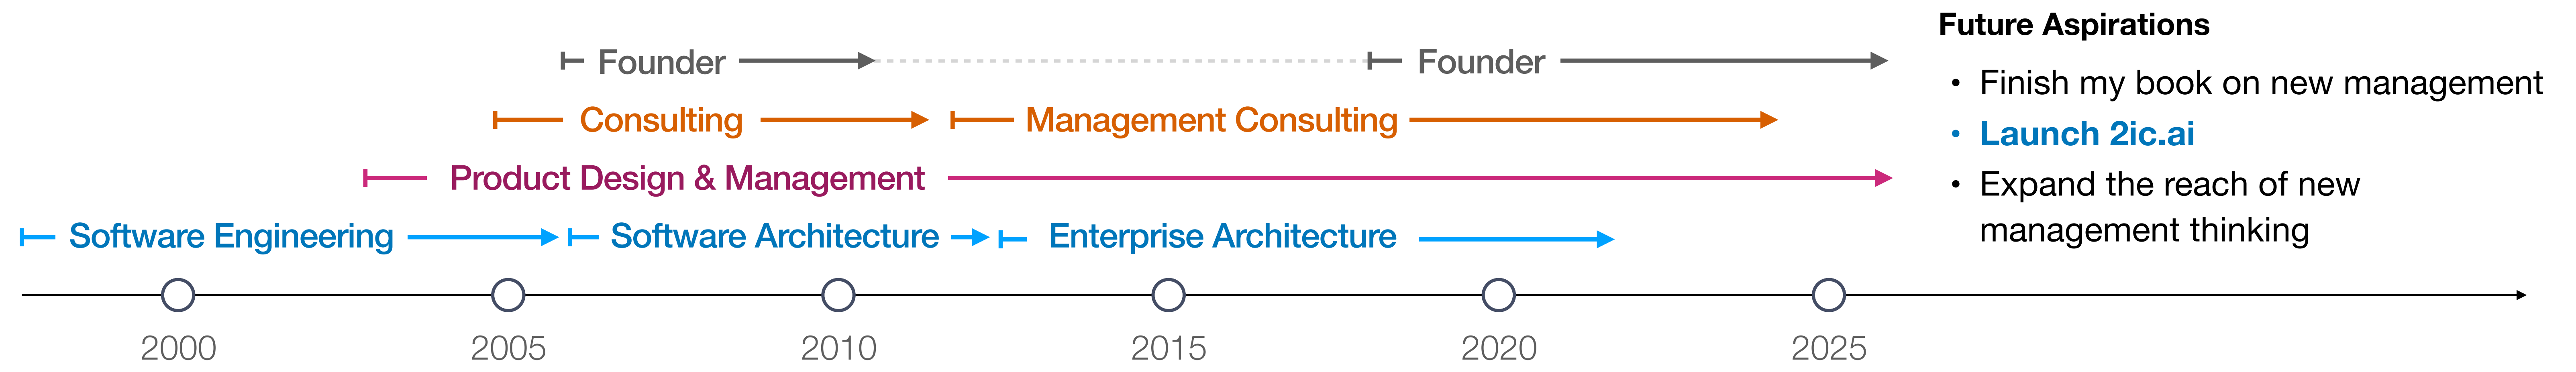 Future Aspirations
Founder
Founder
• Finish my book on new management
Consulting
Management Consulting
• Launch 2ic.ai
Product Design & Management
• Expand the reach of new
management thinking
Software Engineering
Software Architecture
Enterprise Architecture
2000
2005
2010
2015
2020
2025